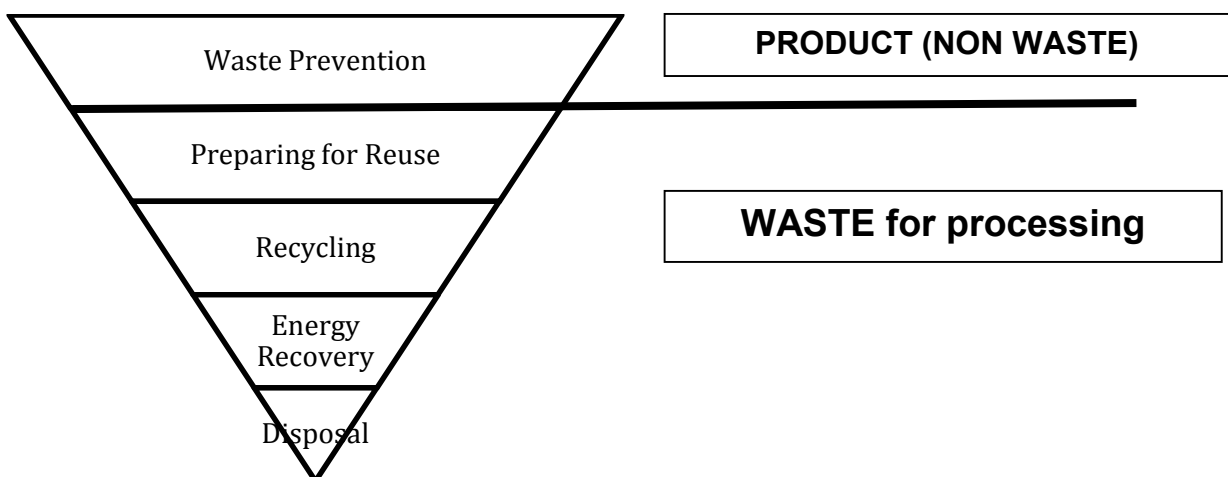 Waste Prevention
PRODUCT (NON WASTE)
Preparing for Reuse
WASTE for processing
Recycling
Energy
Recovery
Disposal